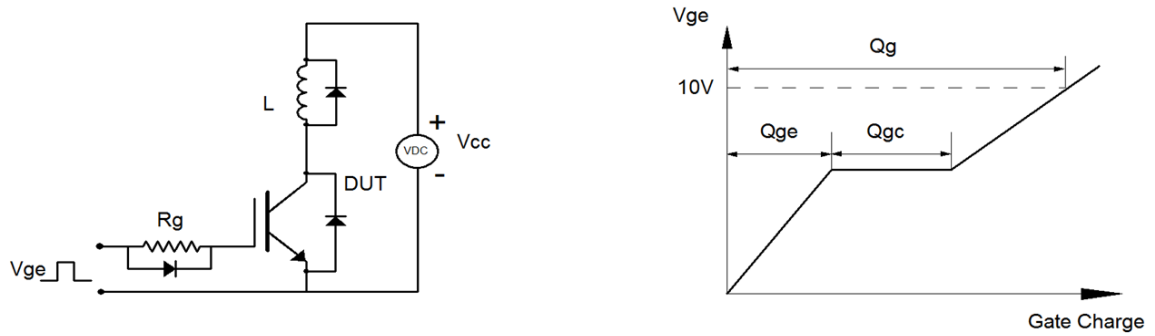 L
+
VDC
Vcc
-
DUT
Rg
Vge
Vge
Qg
10V
Qge
Qgc
Gate Charge